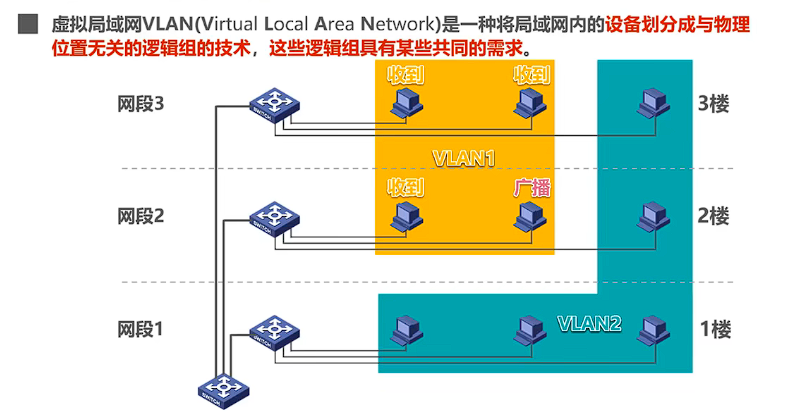 虚拟局域网VLAN(Virtual Local Area Network)是一种将局域网内的设备划分成与物理
位置无关的逻辑组的技术，这些逻辑组具有某些共同的需求。
收到 收到
网段3 3楼
SWITCH
VLAN1
收到 广播
网段2 2楼
SWITCH
网段1 VLAN2 1楼
SWITCH
SWITCH